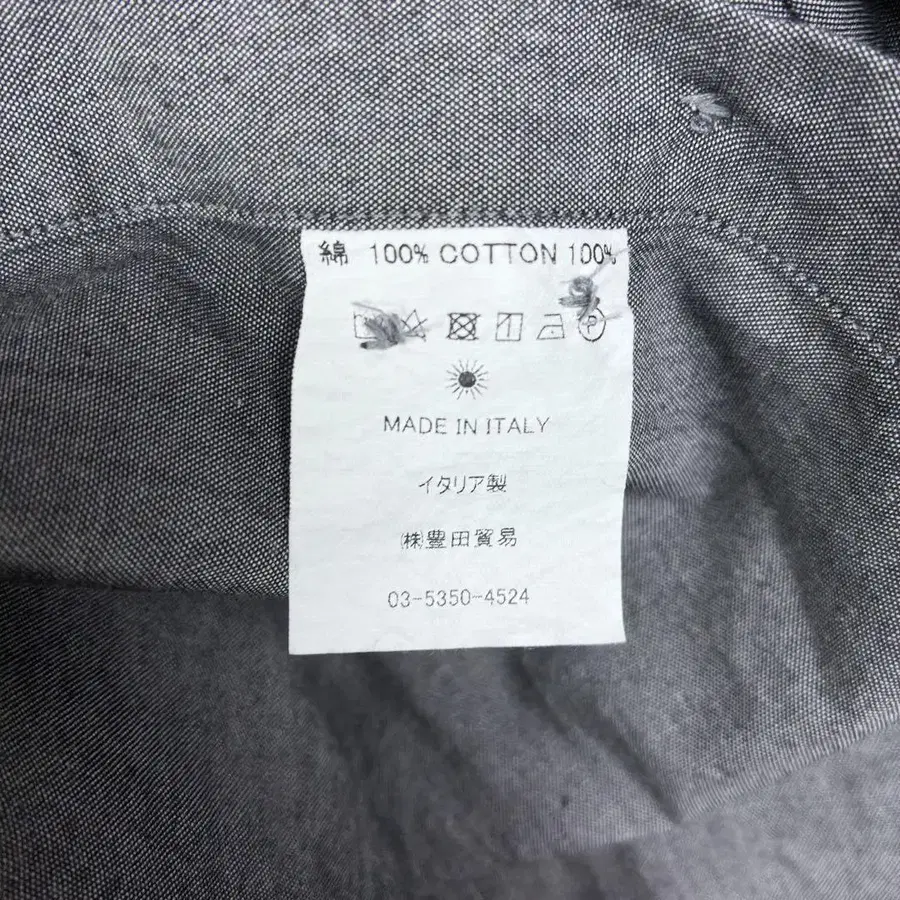 綿 100% COTTON 100%
MADE IN ITALY
イタリア製
㈱豊田貿易
03-5350-4524